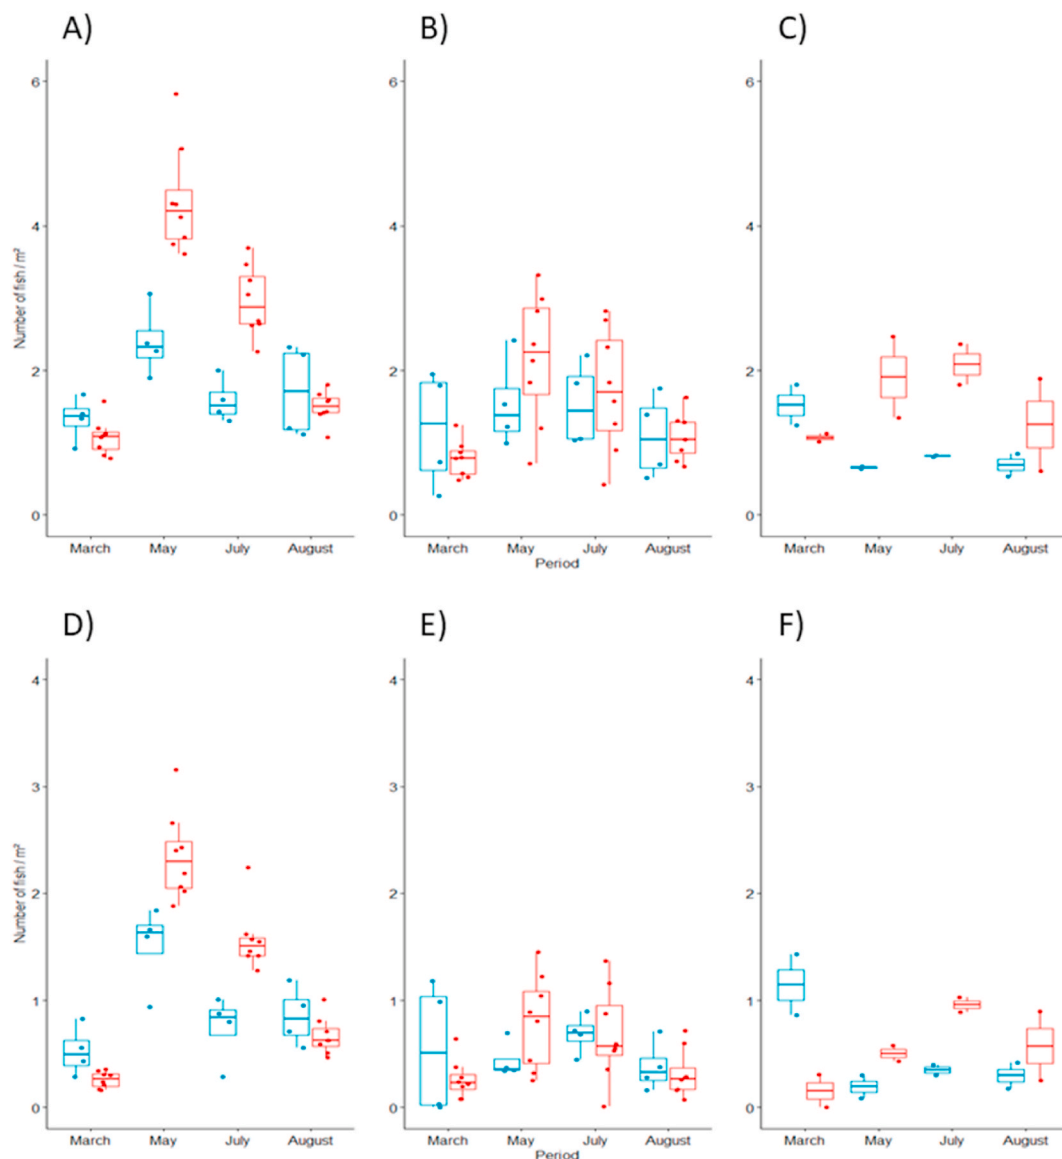 A)
B)
C)
6
4
2
0
Number of fish / m²
March
May
July
August
6
4
2
0
March
May
July
August
Period
6
4
2
0
March
May
July
August
D)
E)
F)
4
3
2
1
0
Number of fish / m²
March
May
July
August
4
3
2
1
0
March
May
July
August
Period
4
3
2
1
0
March
May
July
August